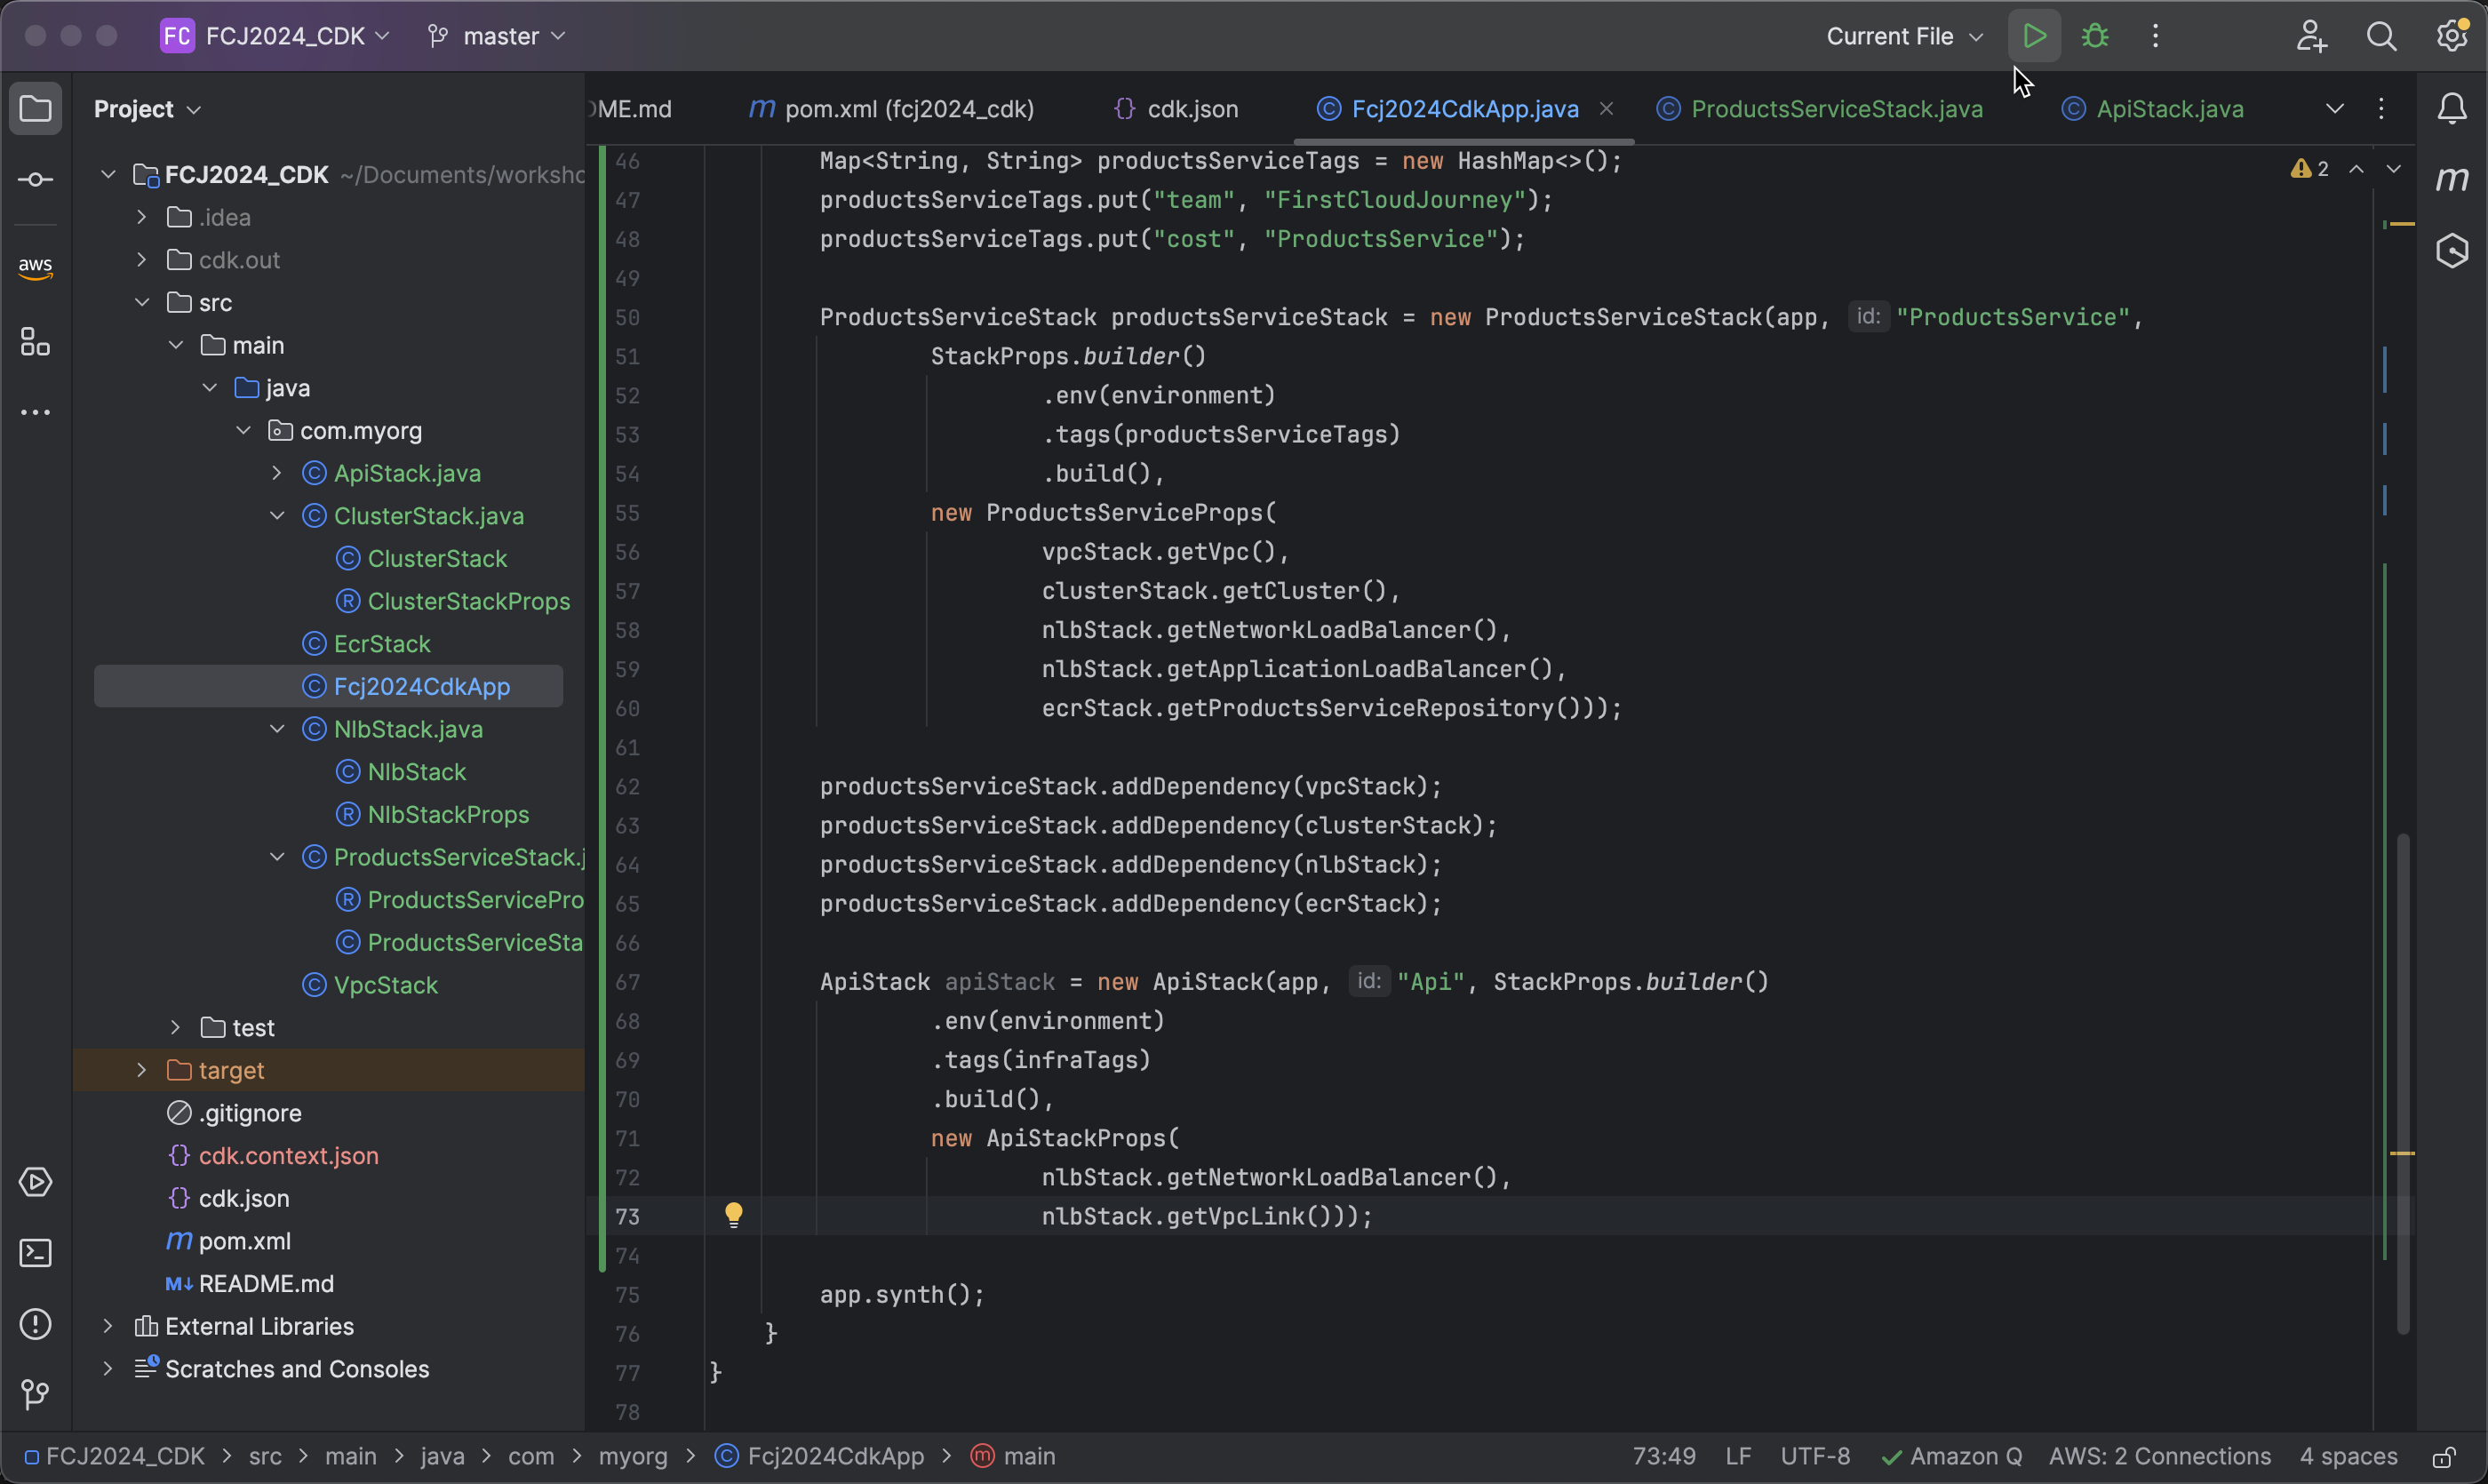 FC FCJ2024_CDK master Current File
Project
DME.md pom.xml (fcj2024_cdk) cdk.json Fcj2024CdkApp.java ProductsServiceStack.java ApiStack.java
FCJ2024_CDK ~/Documents/worksho
.idea
cdk.out
aws
src
main
java
com.myorg
ApiStack.java
ClusterStack.java
ClusterStack
ClusterStackProps
EcrStack
Fcj2024CdkApp
NlbStack.java
NlbStack
NlbStackProps
ProductsServiceStack.j
ProductsServicePro
ProductsServiceSta
VpcStack
test
target
.gitignore
cdk.context.json
cdk.json
pom.xml
README.md
External Libraries
Scratches and Consoles
2
46 Map<String, String> productsServiceTags = new HashMap<>();
47 productsServiceTags.put("team", "FirstCloudJourney");
48 productsServiceTags.put("cost", "ProductsService");
49
50 ProductsServiceStack productsServiceStack = new ProductsServiceStack(app, id: "ProductsService",
51 StackProps.builder()
52 .env(environment)
53 .tags(productsServiceTags)
54 .build(),
55 new ProductsServiceProps(
56 vpcStack.getVpc(),
57 clusterStack.getCluster(),
58 nlbStack.getNetworkLoadBalancer(),
59 nlbStack.getApplicationLoadBalancer(),
60 ecrStack.getProductsServiceRepository()));
61
62 productsServiceStack.addDependency(vpcStack);
63 productsServiceStack.addDependency(clusterStack);
64 productsServiceStack.addDependency(nlbStack);
65 productsServiceStack.addDependency(ecrStack);
66
67 ApiStack apiStack = new ApiStack(app, id: "Api", StackProps.builder()
68 .env(environment)
69 .tags(infraTags)
70 .build(),
71 new ApiStackProps(
72 nlbStack.getNetworkLoadBalancer(),
73 nlbStack.getVpcLink()));
74
75 app.synth();
76 }
77 }
78
FCJ2024_CDK > src > main > java > com > myorg > Fcj2024CdkApp > main 73:49 LF UTF-8 Amazon Q AWS: 2 Connections 4 spaces